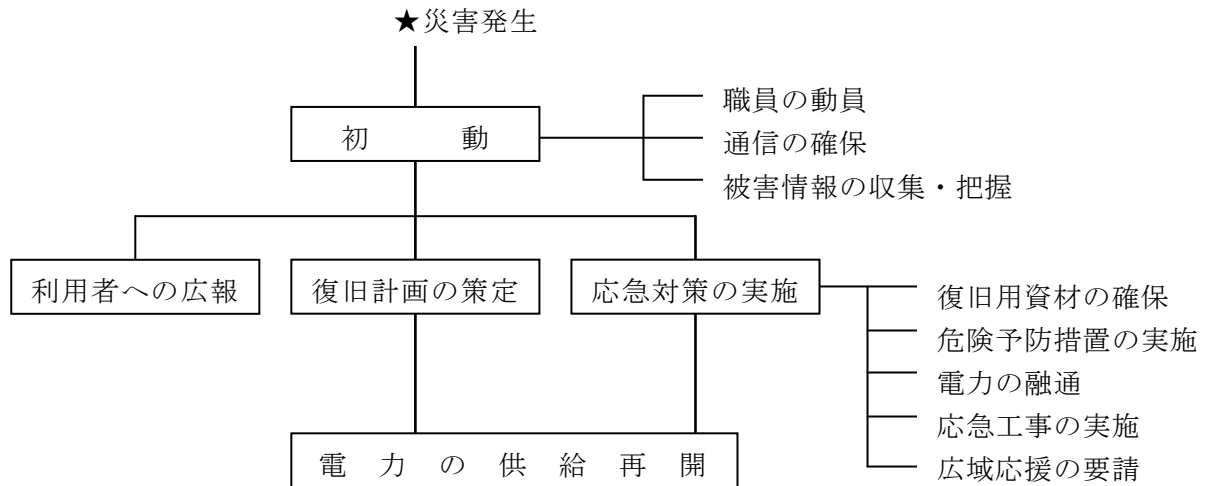 ★災害発生
初動
職員の動員
通信の確保
被害情報の収集・把握
利用者への広報
復旧計画の策定
応急対策の実施
復旧用資材の確保
危険予防措置の実施
電力の融通
応急工事の実施
広域応援の要請
電力の供給再開